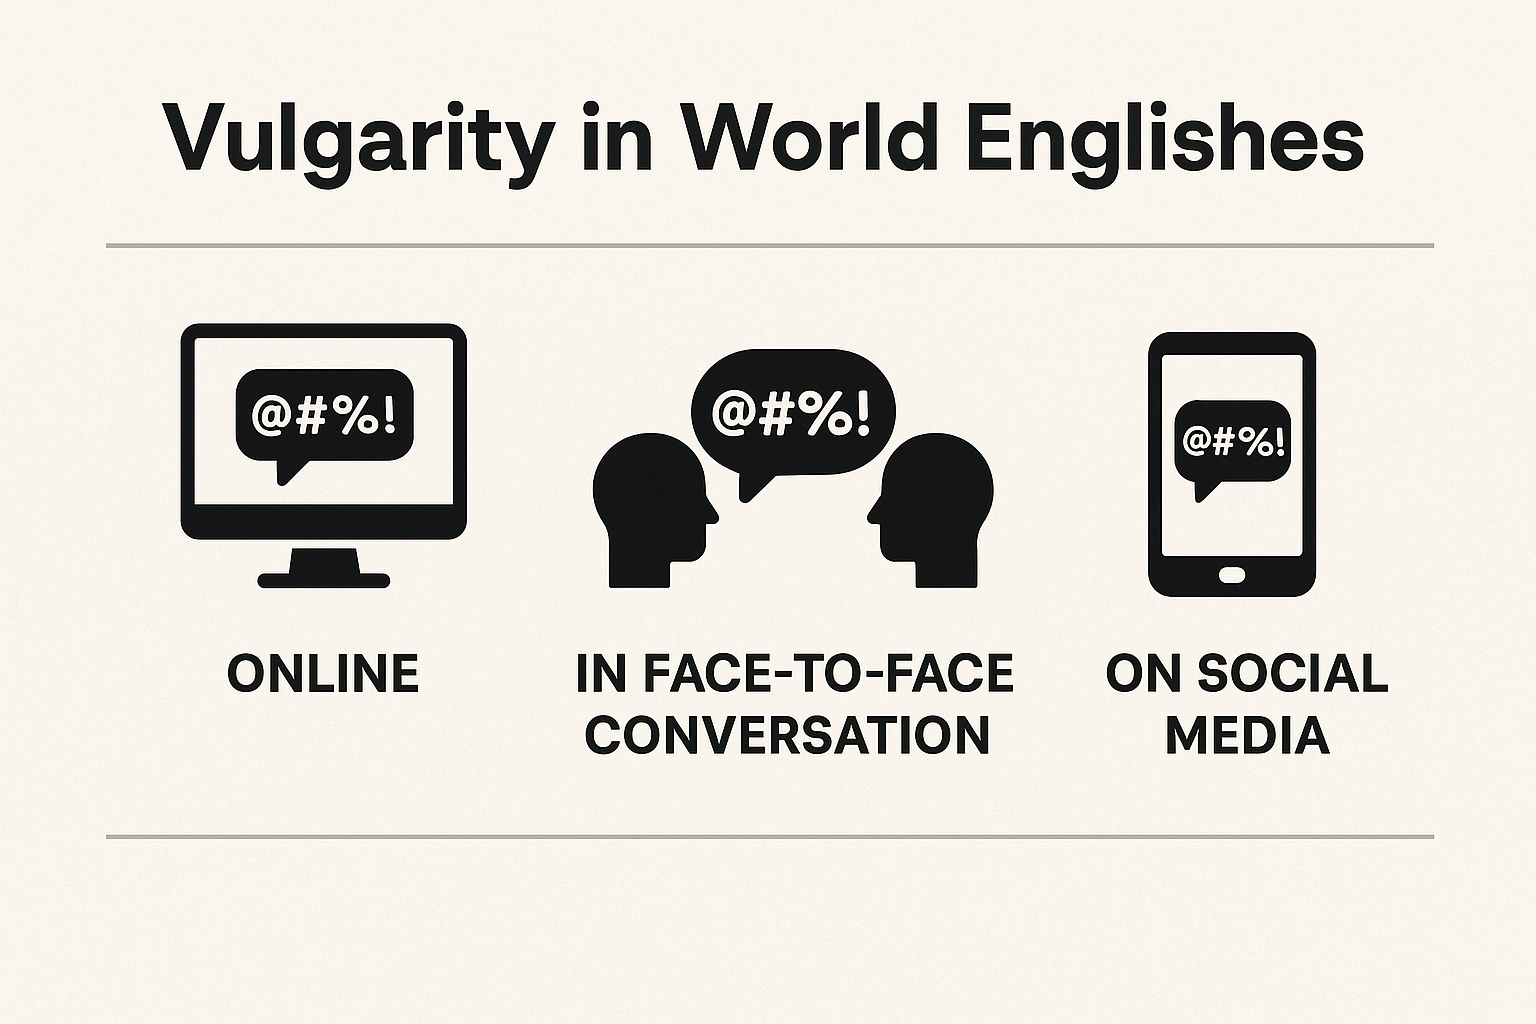 Vulgarity in World Englishes
@#%!
@#%!
@#%!
ONLINE
IN FACE-TO-FACE
CONVERSATION
ON SOCIAL
MEDIA